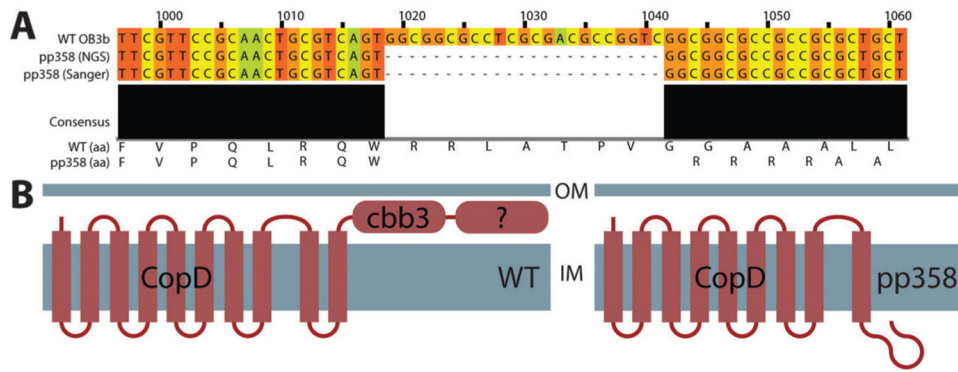 A
1000 1010 1020 1030 1040 1050 1060
WT OB3b TTCGTTCCGCAACTGCGTCAGTGGCGGCGCCTCGCGACGCCGGTCGGCGGCGCCGCCGCGCTGCT
pp358 (NGS) TTCGTTCCGCAACTGCGTCAGT-----------------------GGCGGCGCCGCCGCGCTGCT
pp358 (Sanger) TTCGTTCCGCAACTGCGTCAGT-----------------------GGCGGCGCCGCCGCGCTGCT
Consensus
WT (aa) F V P Q L R Q W R R L A T P V G G A A A L L
pp358 (aa) F V P Q L R Q W R R R R A A
B
OM
cbb3 ?
CopD WT IM CopD pp358